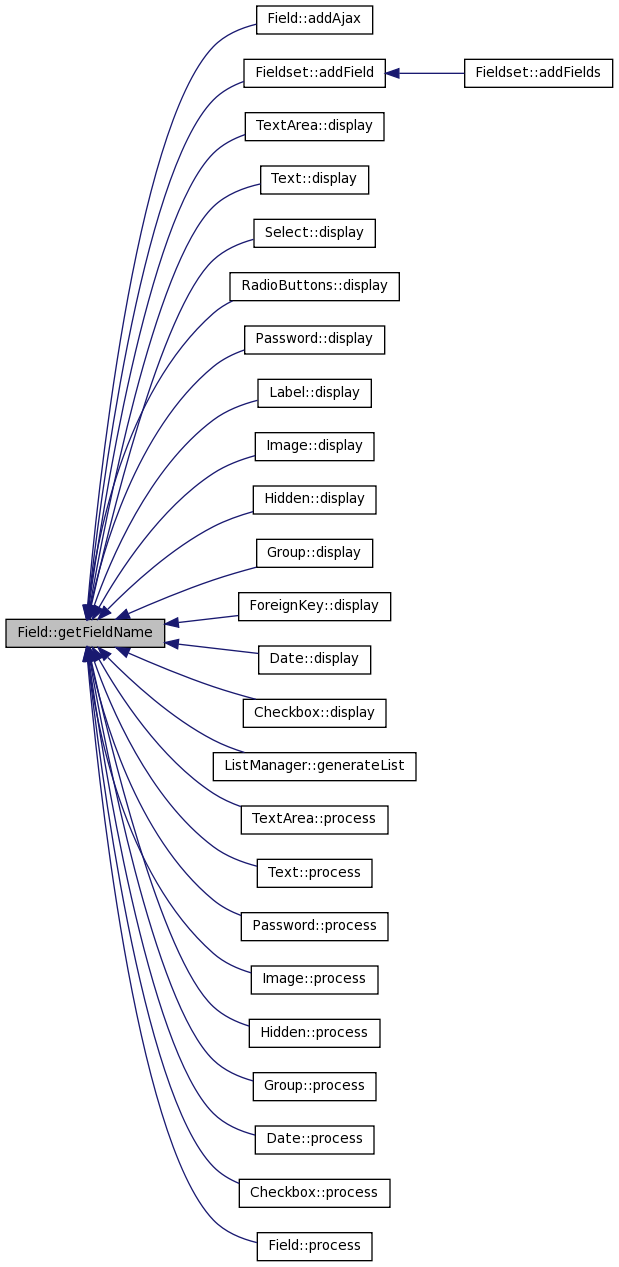 Field::addAjax
Fieldset::addField
Fieldset::addFields
TextArea::display
Text::display
Select::display
RadioButtons::display
Password::display
Label::display
Image::display
Hidden::display
Group::display
ForeignKey::display
Field::getFieldName
Date::display
Checkbox::display
ListManager::generateList
TextArea::process
Text::process
Password::process
Image::process
Hidden::process
Group::process
Date::process
Checkbox::process
Field::process